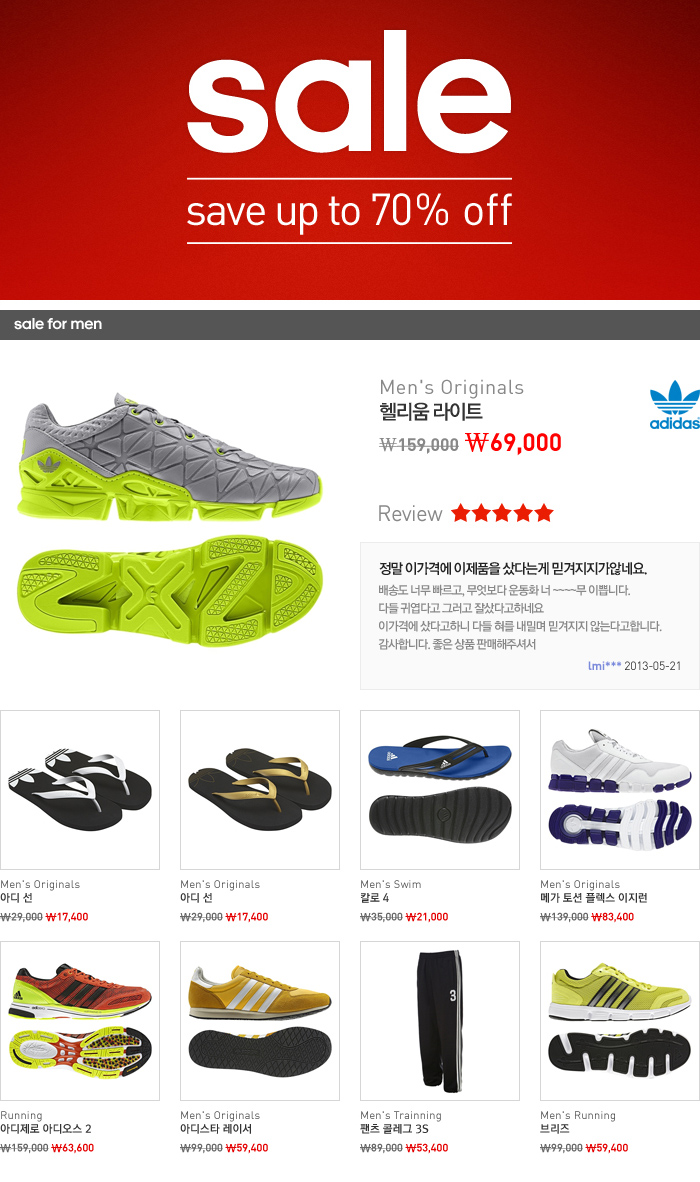 sale
save up to 70% off
sale for men
Men's Originals
헬리움 라이트
₩159,000 ₩69,000
adidas
Review
정말 이가격에 이제품을 샀다는게 믿겨지지가않네요.
배송도 너무 빠르고, 무엇보다 운동화 너 ~~~~무 이쁩니다.
다들 귀엽다고 그러고 잘샀다고하네요
이가격에 샀다고하니 다들 혀를 내밀며 믿겨지지 않는다고합니다.
감사합니다. 좋은 상품 판매해주셔서
lmi*** 2013-05-21
Men's Originals
아디 선
₩29,000 ₩17,400
Men's Originals
아디 선
₩29,000 ₩17,400
adidas
Men's Swim
칼로 4
₩35,000 ₩21,000
Men's Originals
메가 토션 플렉스 이지런
₩139,000 ₩83,400
Running
아디제로 아디오스 2
₩159,000 ₩63,600
Men's Originals
아디스타 레이서
₩99,000 ₩59,400
3
Men's Trainning
팬츠 콜레그 3S
₩89,000 ₩53,400
Men's Running
브리즈
₩99,000 ₩59,400